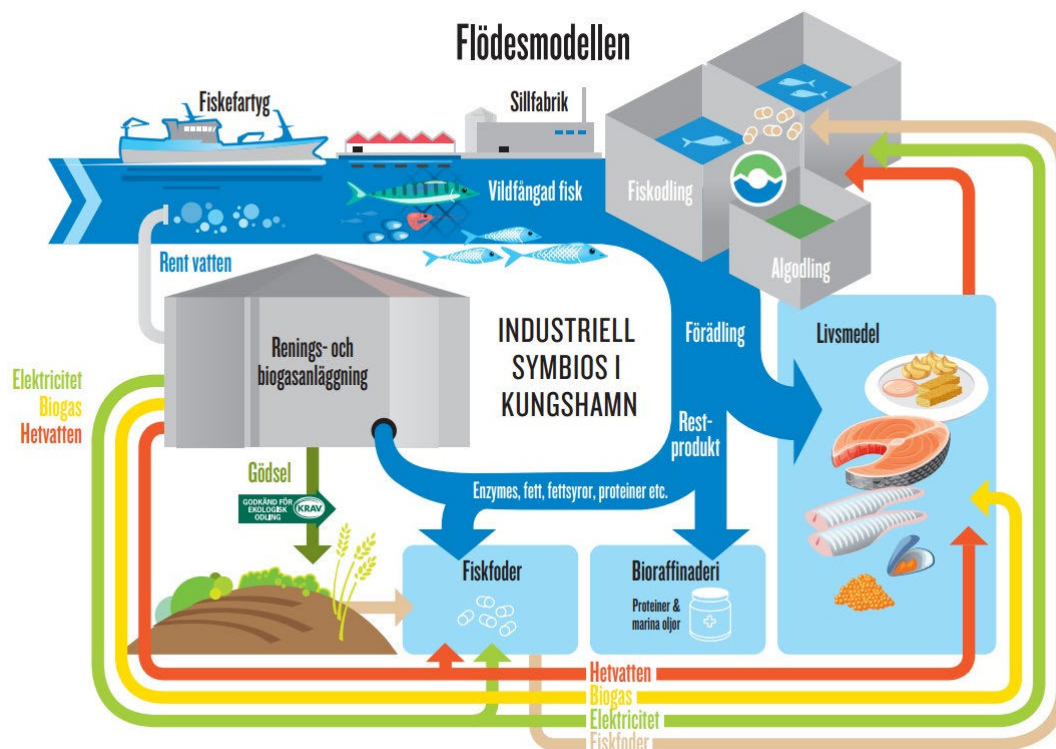 Flödesmodellen
Fiskefartyg
Sillfabrik
Vildfångad fisk
Fiskodling
Algodling
Rent vatten
Renings- och
biogasanläggning
INDUSTRIELL
SYMBIOS I
KUNGSHAMN
Förädling
Livsmedel
Elektricitet
Biogas
Hetvatten
Rest-
produkt
Gödsel
GODKÄND FÖR
EKOLOGISK
ODLING
KRAV
Enzymes, fett, fettsyror, proteiner etc.
Fiskfoder
Bioraffinaderi
Proteiner &
marina oljor
Hetvatten
Biogas
Elektricitet
Fiskfoder